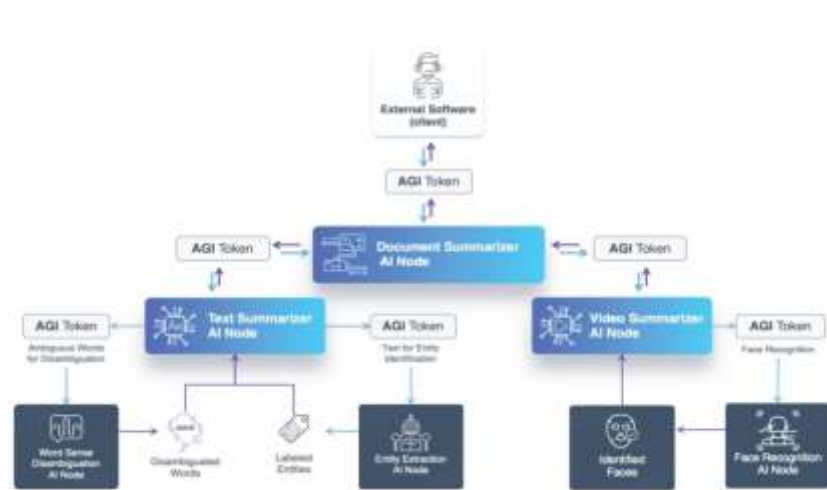 External Software
(client)
AGI Token
Document Summarizer
AI Node
AGI Token
AGI Token
Text Summarizer
AI Node
Video Summarizer
AI Node
AGI Token
Ambiguous Words
for Disambiguation
AGI Token
Text for Entity
Identification
AGI Token
Face Recognition
Word Sense
Disambiguation
AI Node
Disambiguated
Words
Labeled
Entities
Entity Extraction
AI Node
Identified
Faces
Face Recognition
AI Node